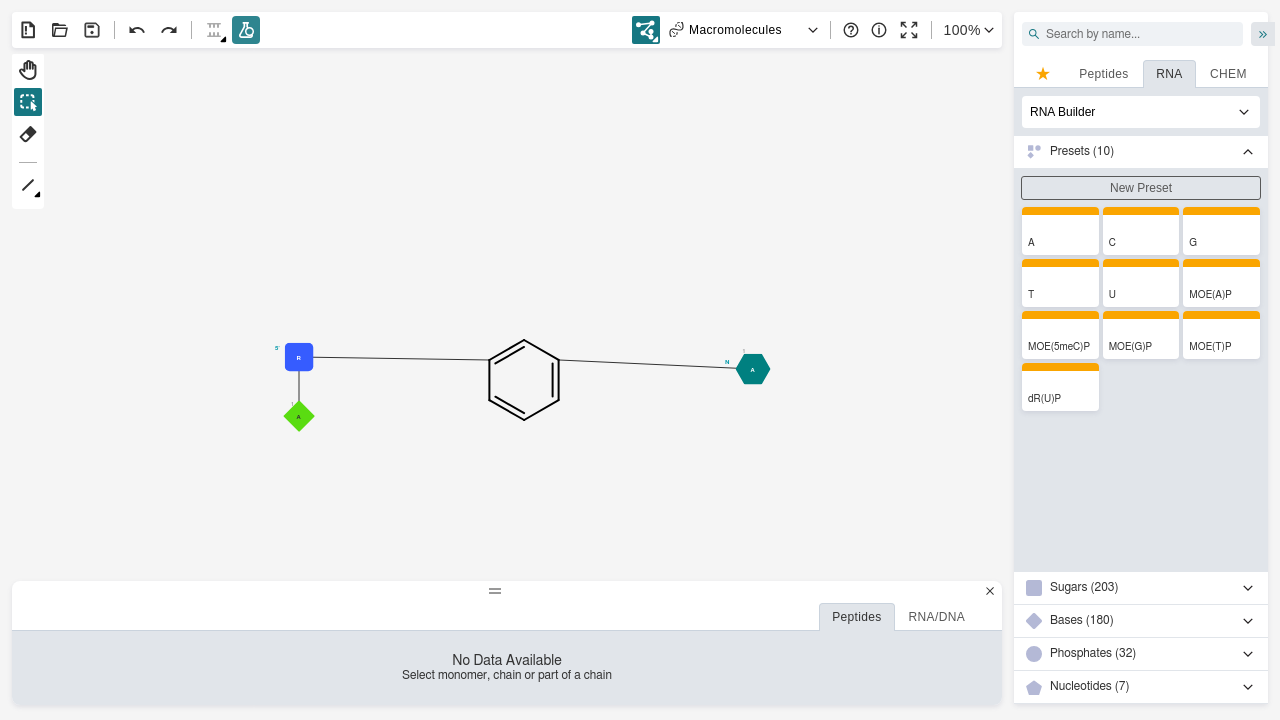 Macromolecules
100%
Search by name...
»
★
Peptides
RNA
CHEM
RNA Builder
Presets (10)
New Preset
A
C
G
T
U
MOE(A)P
MOE(5meC)P
MOE(G)P
MOE(T)P
dR(U)P
Sugars (203)
Bases (180)
Phosphates (32)
Nucleotides (7)
5'
R
1
A
N
1
A
Peptides
RNA/DNA
No Data Available
Select monomer, chain or part of a chain